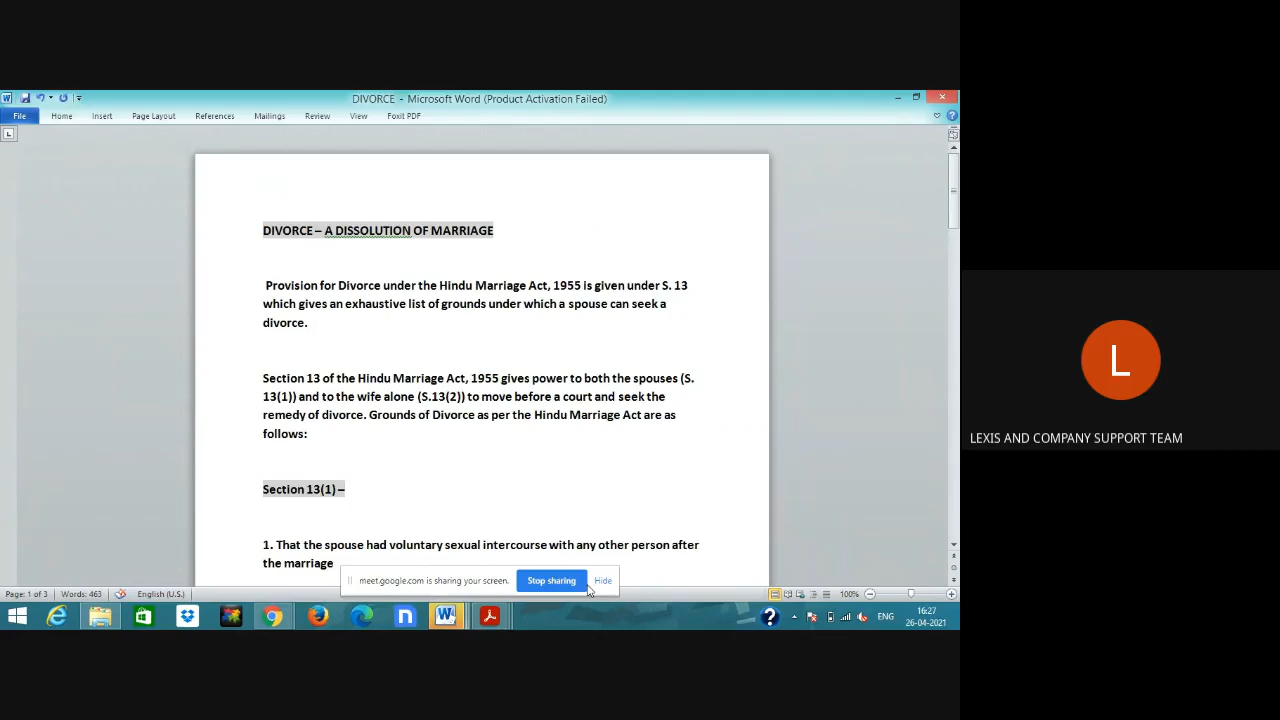 DIVORCE - Microsoft Word (Product Activation Failed)
File Home Insert Page Layout References Mailings Review View Foxit PDF
DIVORCE – A DISSOLUTION OF MARRIAGE
Provision for Divorce under the Hindu Marriage Act, 1955 is given under S. 13
which gives an exhaustive list of grounds under which a spouse can seek a
divorce.
Section 13 of the Hindu Marriage Act, 1955 gives power to both the spouses (S.
13(1)) and to the wife alone (S.13(2)) to move before a court and seek the
remedy of divorce. Grounds of Divorce as per the Hindu Marriage Act are as
follows:
Section 13(1) –
1. That the spouse had voluntary sexual intercourse with any other person after
the marriage
meet.google.com is sharing your screen. Stop sharing Hide
Page: 1 of 3 Words: 463 English (U.S.) 100%
ENG 16:27
26-04-2021
L
LEXIS AND COMPANY SUPPORT TEAM